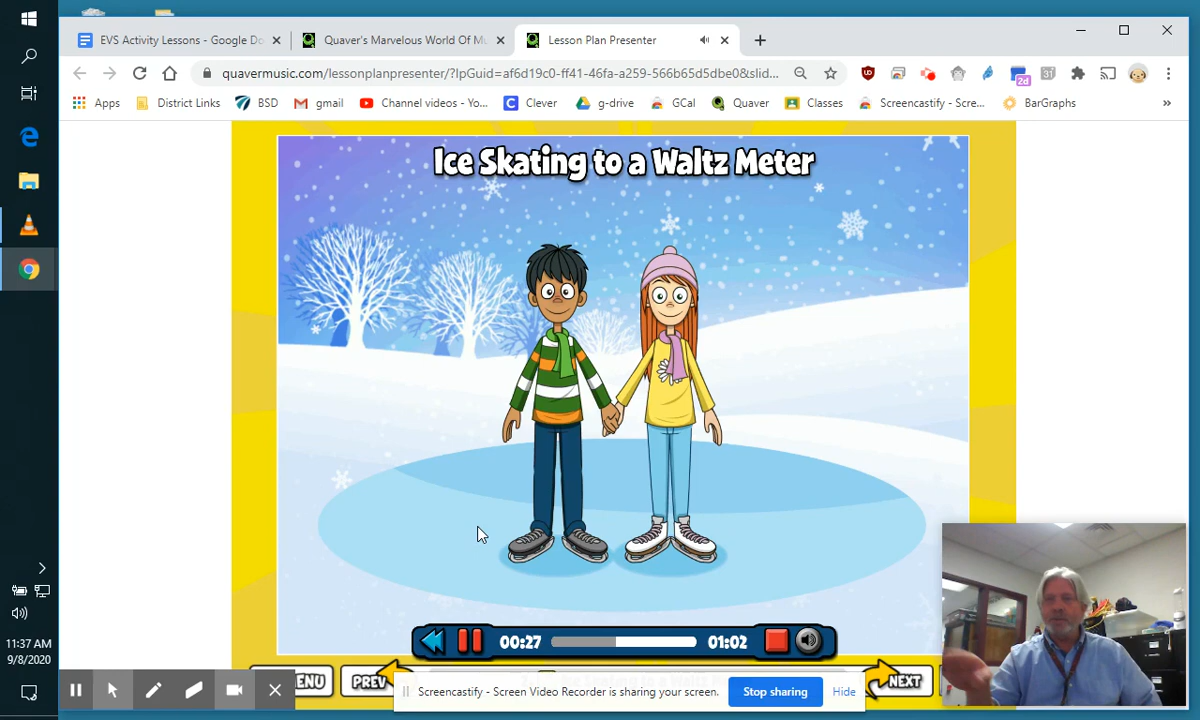 EVS Activity Lessons - Google Do
Quaver's Marvelous World Of Mu
Lesson Plan Presenter
quavermusic.com/lessonplanpresenter/?lpGuid=af6d19c0-ff41-46fa-a259-566b65d5dbe0&slid...
2d
Apps
District Links
BSD
gmail
Channel videos - Yo...
Clever
g-drive
GCal
Quaver
Classes
Screencastify - Scre...
BarGraphs
»
Ice Skating to a Waltz Meter
00:27
01:02
ENU
PREV
NEXT
Screencastify - Screen Video Recorder is sharing your screen.
Stop sharing
Hide
11:37 AM
9/8/2020